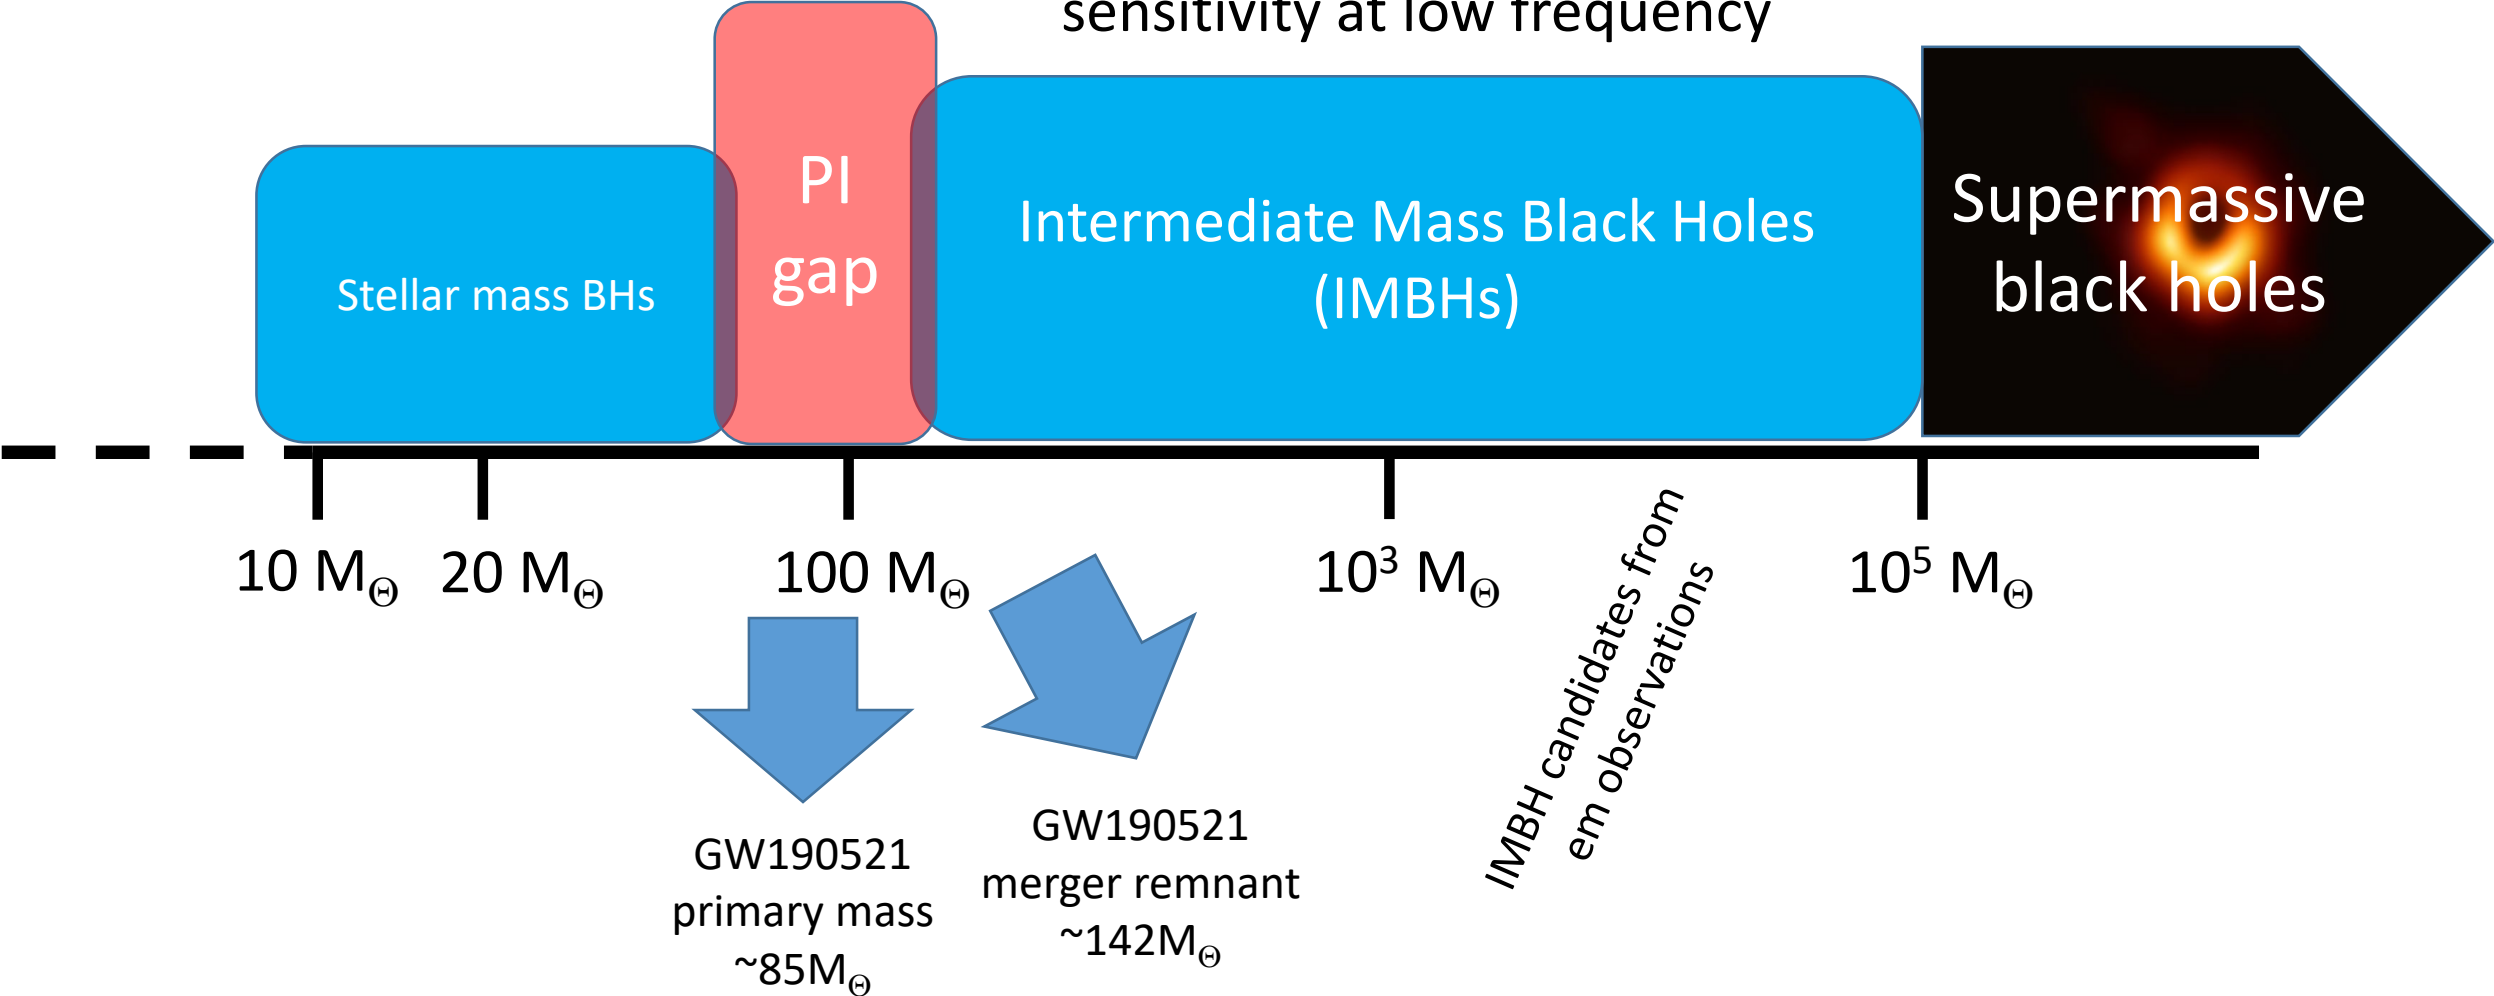 sensitivity at low frequency
PI
gap
Stellar mass BHs
Intermediate Mass Black Holes
(IMBHs)
Supermassive
black holes
10 M☉
20 M☉
100 M☉
10³ M☉
10⁵ M☉
IMBH candidates from
em observations
GW190521
primary mass
~85M☉
GW190521
merger remnant
~142M☉